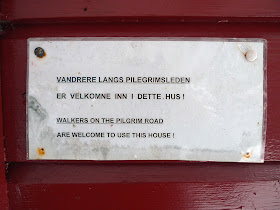 VANDRERE LANGS PILEGRIMSLEDEN
ER VELKOMNE INN I DETTE.HUS!
WALKERS ON THE PILGRIM ROAD
ARE WELCOME TO USE THIS HOUSE!